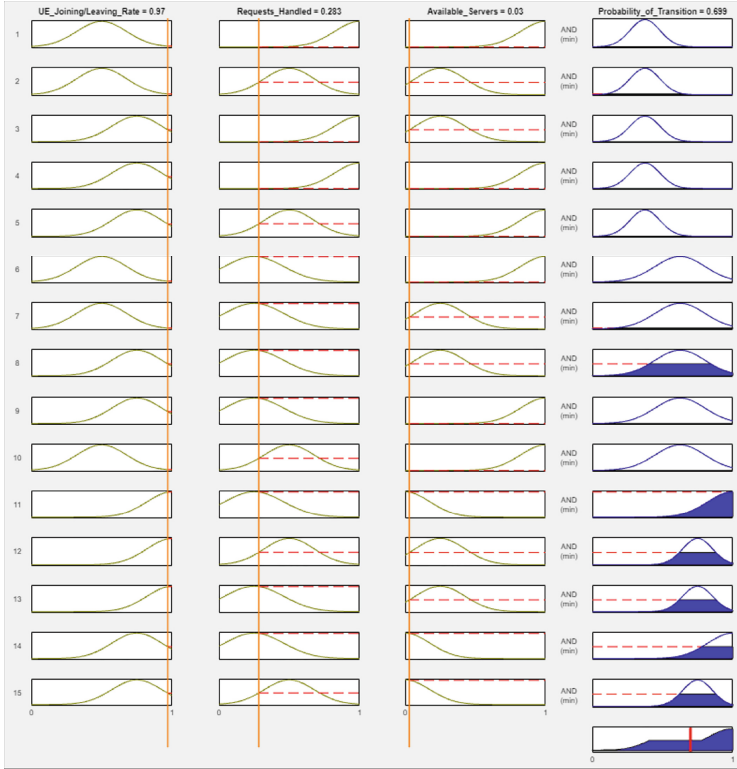 UE_Joining/Leaving_Rate = 0.97 Requests_Handled = 0.283 Available_Servers = 0.03 Probability_of_Transition = 0.699
1 AND
(min)
2 AND
(min)
3 AND
(min)
4 AND
(min)
5 AND
(min)
6 AND
(min)
7 AND
(min)
8 AND
(min)
9 AND
(min)
10 AND
(min)
11 AND
(min)
12 AND
(min)
13 AND
(min)
14 AND
(min)
15 AND
(min)
0 1 0 1 0 1
0 1